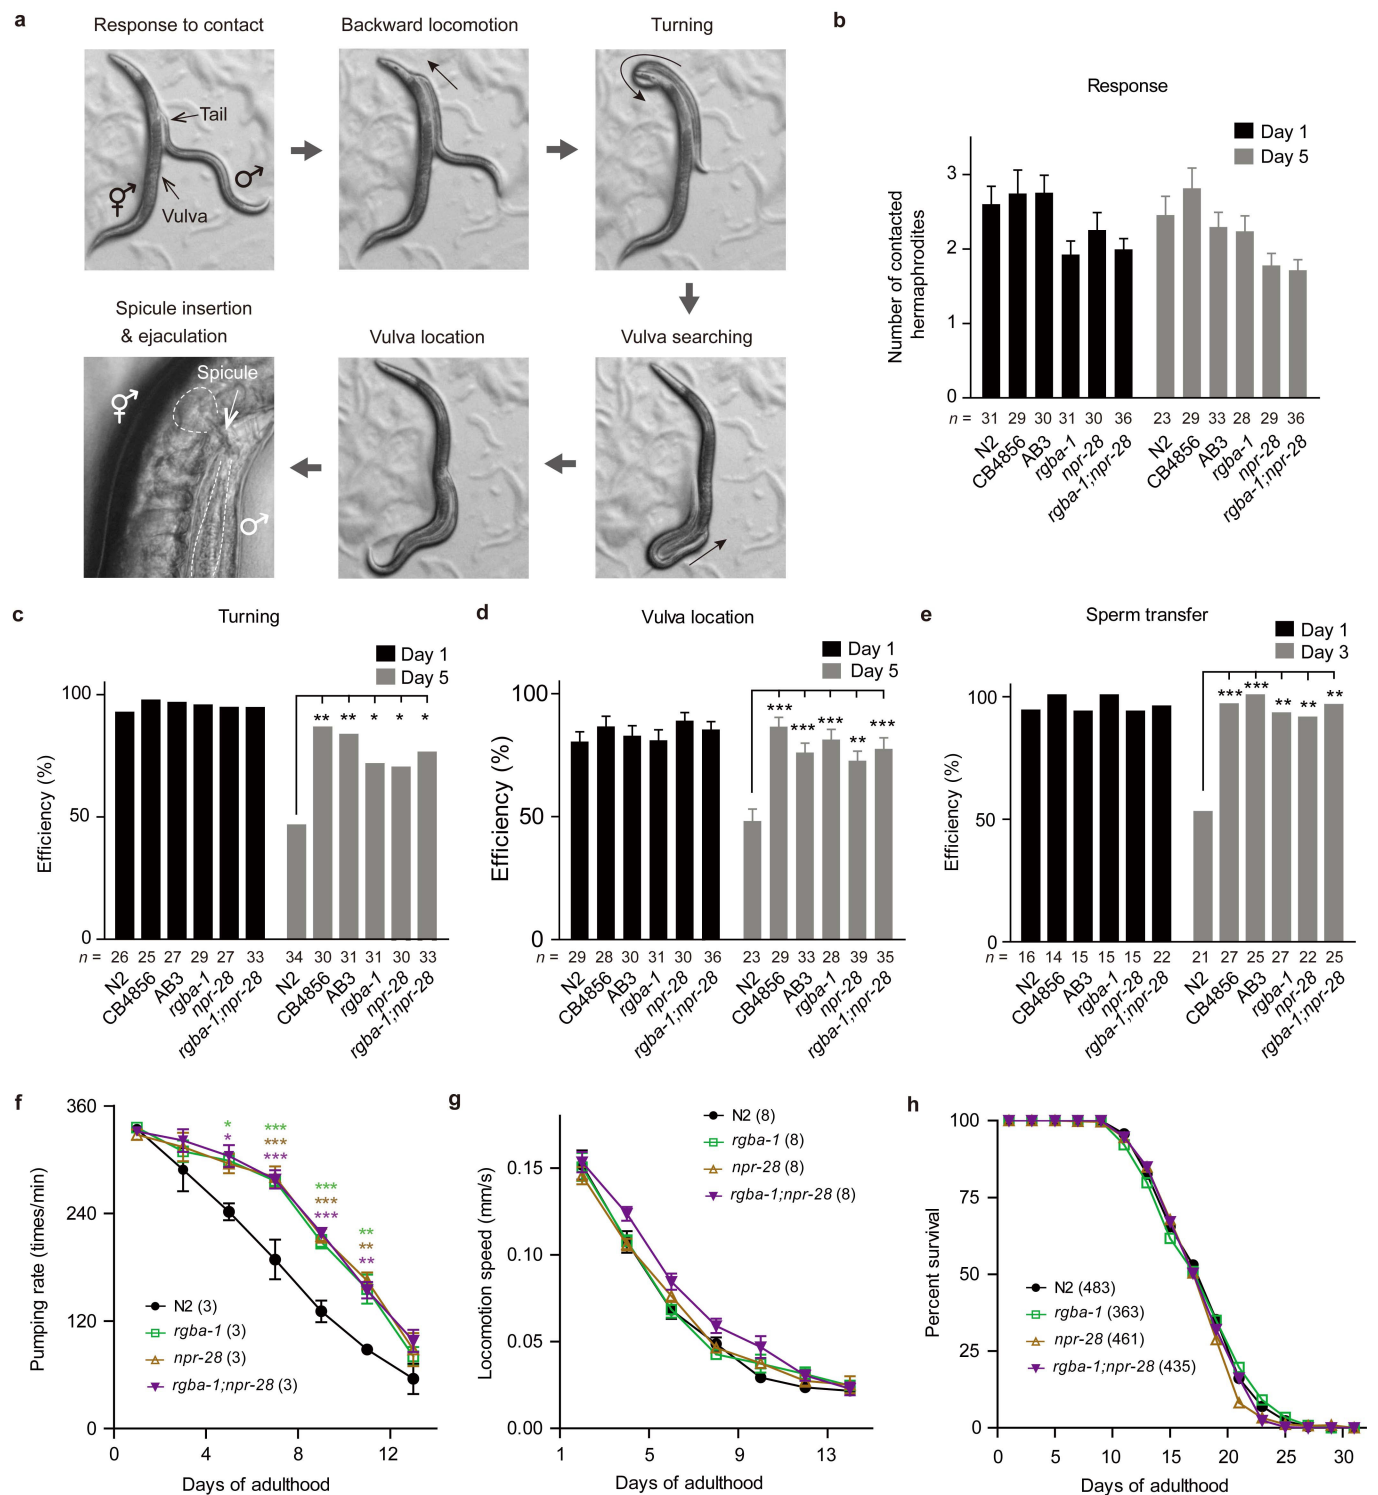 a
Response to contact
Backward locomotion
Turning
Tail
Vulva
Spicule insertion
& ejaculation
Vulva location
Vulva searching
Spicule
b
Response
Day 1
Day 5
Number of contacted
hermaphrodites
3
2
1
0
n = 31 29 30 31 30 36 23 29 33 28 29 36
N2 CB4856 AB3 rgba-1 npr-28 rgba-1;npr-28 N2 CB4856 AB3 rgba-1 npr-28 rgba-1;npr-28
c
Turning
Day 1
Day 5
Efficiency (%)
100
50
0
** ** * * *
n = 26 25 27 29 27 33 34 30 31 31 30 33
N2 CB4856 AB3 rgba-1 npr-28 rgba-1;npr-28 N2 CB4856 AB3 rgba-1 npr-28 rgba-1;npr-28
d
Vulva location
Day 1
Day 5
Efficiency (%)
100
50
0
*** *** *** ** ***
n = 29 28 30 31 30 36 23 29 33 28 39 35
N2 CB4856 AB3 rgba-1 npr-28 rgba-1;npr-28 N2 CB4856 AB3 rgba-1 npr-28 rgba-1;npr-28
e
Sperm transfer
Day 1
Day 3
Efficiency (%)
100
50
0
*** *** ** ** **
n = 16 14 15 15 15 22 21 27 25 27 22 25
N2 CB4856 AB3 rgba-1 npr-28 rgba-1;npr-28 N2 CB4856 AB3 rgba-1 npr-28 rgba-1;npr-28
f
Pumping rate (times/min)
360
240
120
0
* *** *** **
*** *** **
* *** *** **
N2 (3)
rgba-1 (3)
npr-28 (3)
rgba-1;npr-28 (3)
0 4 8 12
Days of adulthood
g
Locomotion speed (mm/s)
0.15
0.10
0.05
0.00
N2 (8)
rgba-1 (8)
npr-28 (8)
rgba-1;npr-28 (8)
1 5 9 13
Days of adulthood
h
Percent survival
100
75
50
25
0
N2 (483)
rgba-1 (363)
npr-28 (461)
rgba-1;npr-28 (435)
0 5 10 15 20 25 30
Days of adulthood